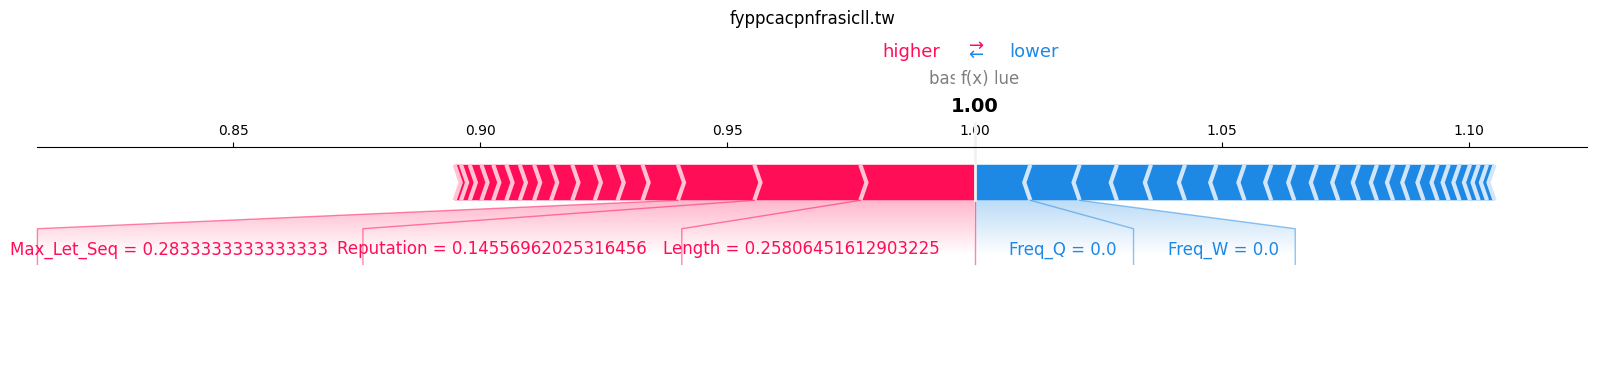 fyppcacpnfrasicll.tw
higher ⇄ lower
f(x) lue
1.00
0.85 0.90 0.95 1.00 1.05 1.10
Max_Let_Seq = 0.2833333333333333 Reputation = 0.14556962025316456 Length = 0.25806451612903225 Freq_Q = 0.0 Freq_W = 0.0